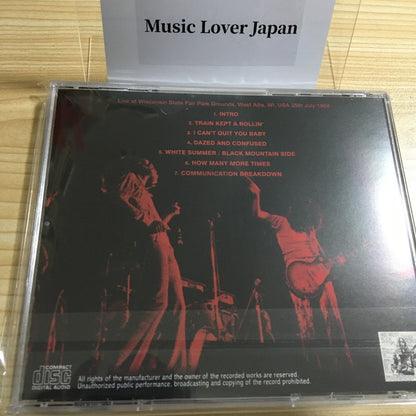 Music Lover Japan
Live at Wisconsin State Fair Park Grounds, West Allis, WI, USA 25th July 1969
1. INTRO
2. TRAIN KEPT A ROLLIN'
3. I CAN'T QUIT YOU BABY
4. DAZED AND CONFUSED
5. WHITE SUMMER / BLACK MOUNTAIN SIDE
6. HOW MANY MORE TIMES
7. COMMUNICATION BREAKDOWN
COMPACT
DISC
DIGITAL AUDIO
All rights of the manufacturer and the owner of the recorded works are reserved.
Unauthorized public performance, broadcasting and copying of the record prohibited.